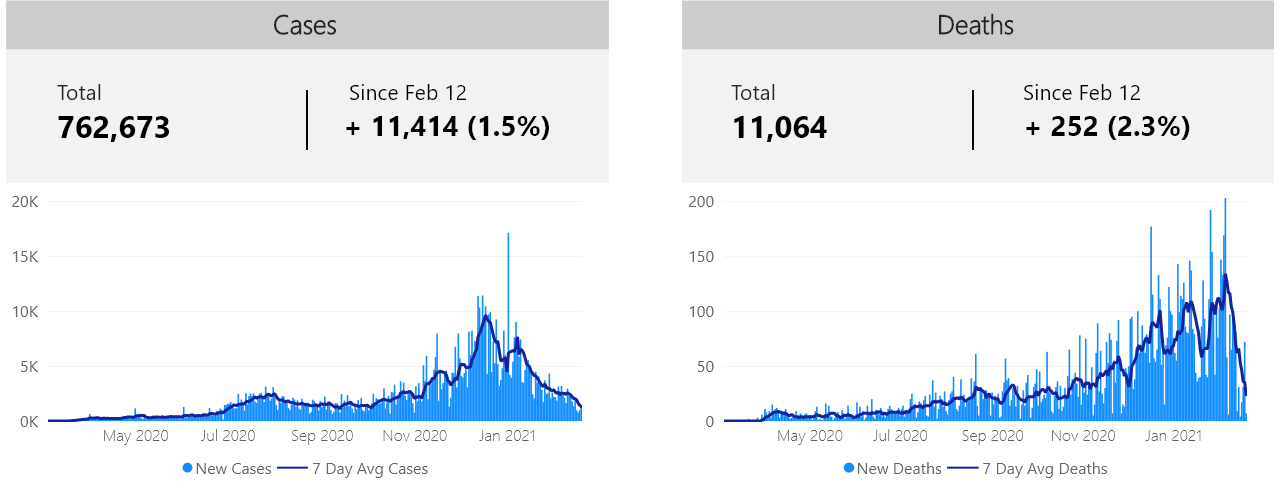 Cases
Total
762,673
Since Feb 12
+ 11,414 (1.5%)
20K
15K
10K
5K
0K
May 2020 Jul 2020 Sep 2020 Nov 2020 Jan 2021
New Cases 7 Day Avg Cases
Deaths
Total
11,064
Since Feb 12
+ 252 (2.3%)
200
150
100
50
0
May 2020 Jul 2020 Sep 2020 Nov 2020 Jan 2021
New Deaths 7 Day Avg Deaths